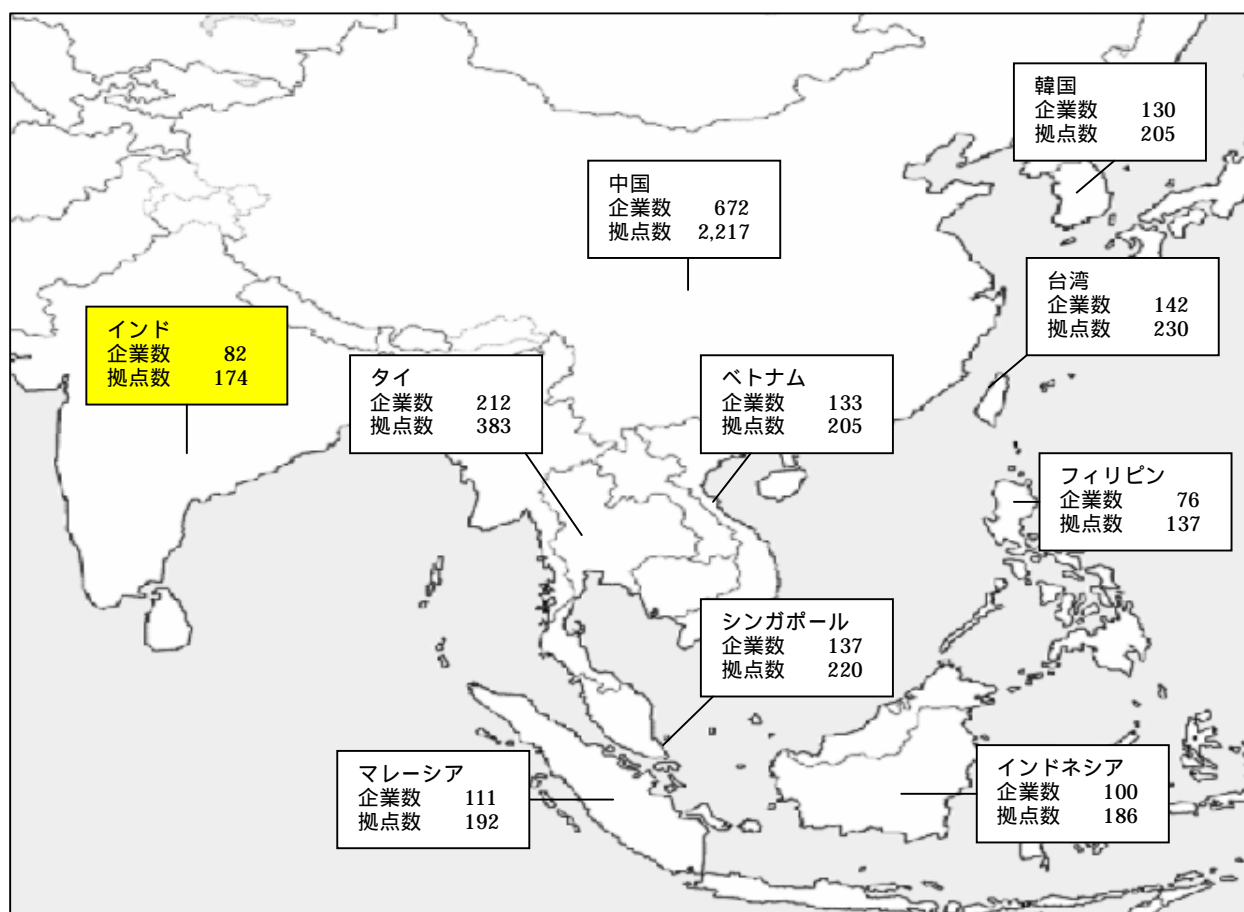 韓国
企業数 130
拠点数 205
中国
企業数 672
拠点数 2,217
台湾
企業数 142
拠点数 230
インド
企業数 82
拠点数 174
タイ
企業数 212
拠点数 383
ベトナム
企業数 133
拠点数 205
フィリピン
企業数 76
拠点数 137
シンガポール
企業数 137
拠点数 220
マレーシア
企業数 111
拠点数 192
インドネシア
企業数 100
拠点数 186